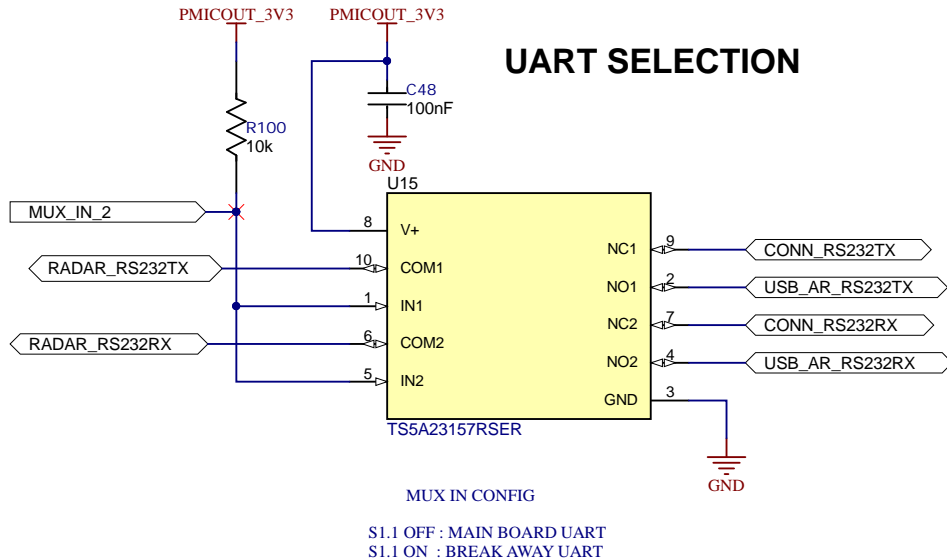 PMICOUT_3V3
PMICOUT_3V3
UART SELECTION
C48
100nF
R100
10k
GND
U15
MUX_IN_2
8
V+
NC1
9
CONN_RS232TX
RADAR_RS232TX
10
COM1
NO1
2
USB_AR_RS232TX
1
IN1
NC2
7
CONN_RS232RX
RADAR_RS232RX
6
COM2
NO2
4
USB_AR_RS232RX
5
IN2
GND
3
TS5A23157RSER
GND
MUX IN CONFIG
S1.1 OFF : MAIN BOARD UART
S1.1 ON : BREAK AWAY UART